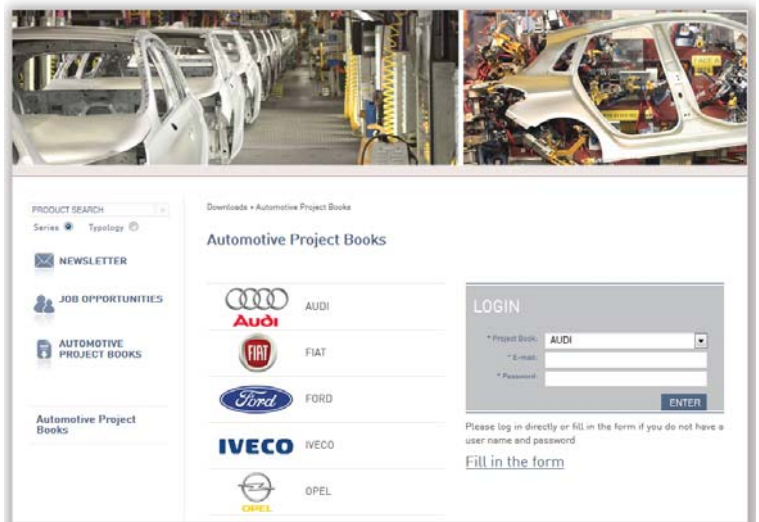 FACE A
PRODUCT SEARCH
Series
Typology
NEWSLETTER
JOB OPPORTUNITIES
AUTOMOTIVE
PROJECT BOOKS
Automotive Project
Books
Downloads • Automotive Project Books
Automotive Project Books
Audi
AUDI
FIAT
FIAT
Ford
FORD
IVECO
IVECO
OPEL
OPEL
LOGIN
* Project Book:
AUDI
* E-mail:
* Password:
ENTER
Please log in directly or fill in the form if you do not have a
user name and password
Fill in the form